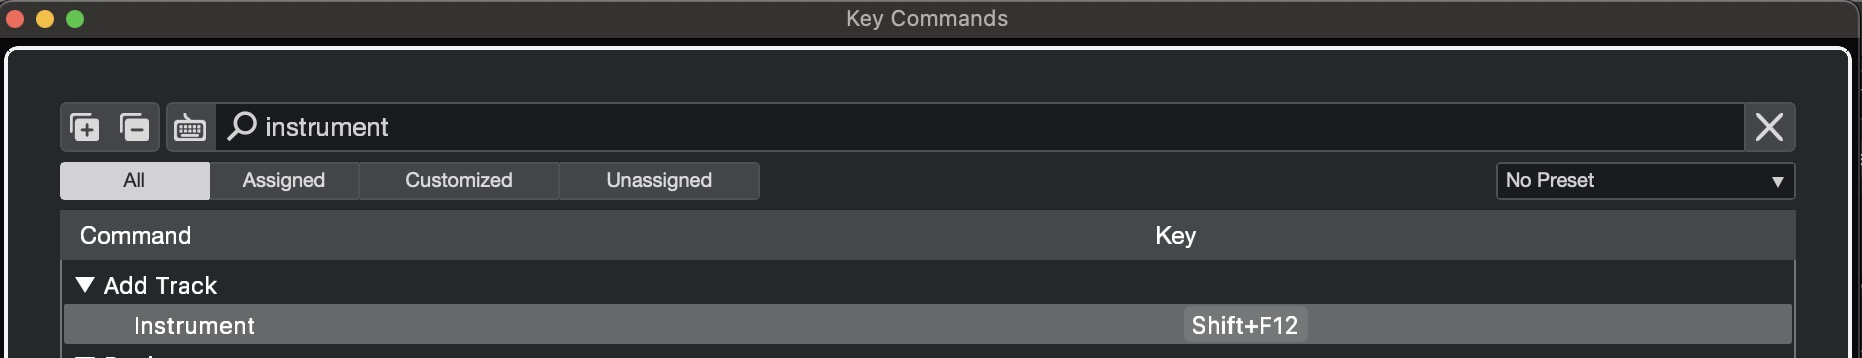 Key Commands
instrument
All Assigned Customized Unassigned No Preset
Command Key
Add Track
Instrument Shift+F12